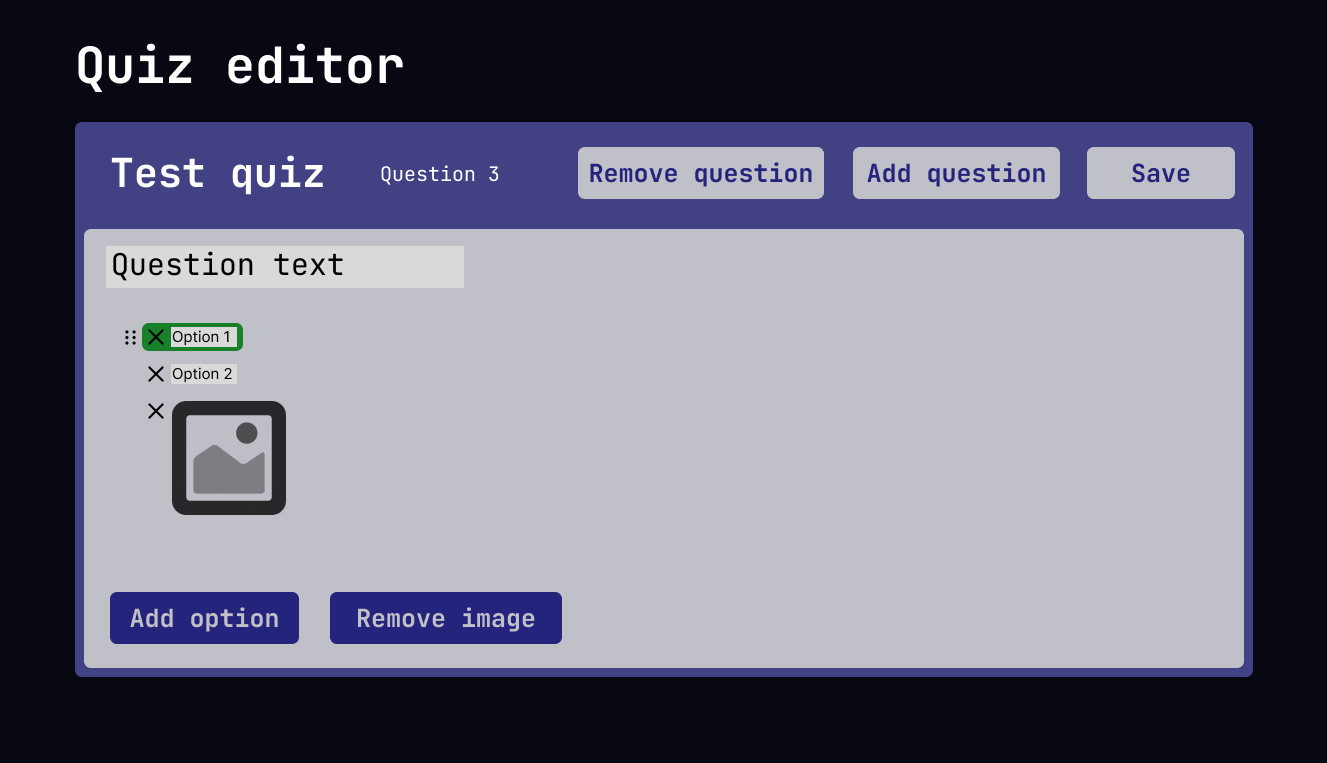 Quiz editor
Test quiz Question 3 Remove question Add question Save
Question text
Option 1
Option 2
Add option Remove image